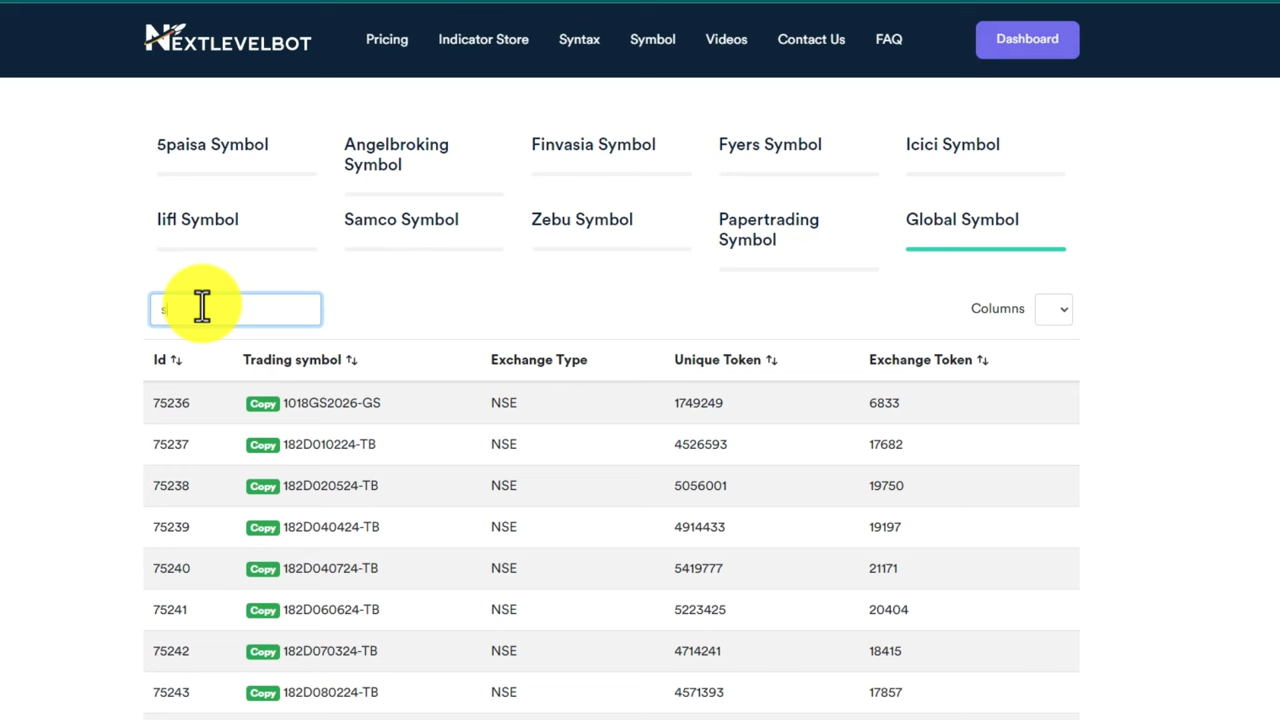 NEXTLEVELBOT Pricing Indicator Store Syntax Symbol Videos Contact Us FAQ Dashboard
5paisa Symbol
Angelbroking
Symbol
Finvasia Symbol
Fyers Symbol
Icici Symbol
Iifl Symbol
Samco Symbol
Zebu Symbol
Papertrading
Symbol
Global Symbol
s
Columns
Id Trading symbol Exchange Type Unique Token Exchange Token
75236 Copy 1018GS2026-GS NSE 1749249 6833
75237 Copy 182D010224-TB NSE 4526593 17682
75238 Copy 182D020524-TB NSE 5056001 19750
75239 Copy 182D040424-TB NSE 4914433 19197
75240 Copy 182D040724-TB NSE 5419777 21171
75241 Copy 182D060624-TB NSE 5223425 20404
75242 Copy 182D070324-TB NSE 4714241 18415
75243 Copy 182D080224-TB NSE 4571393 17857